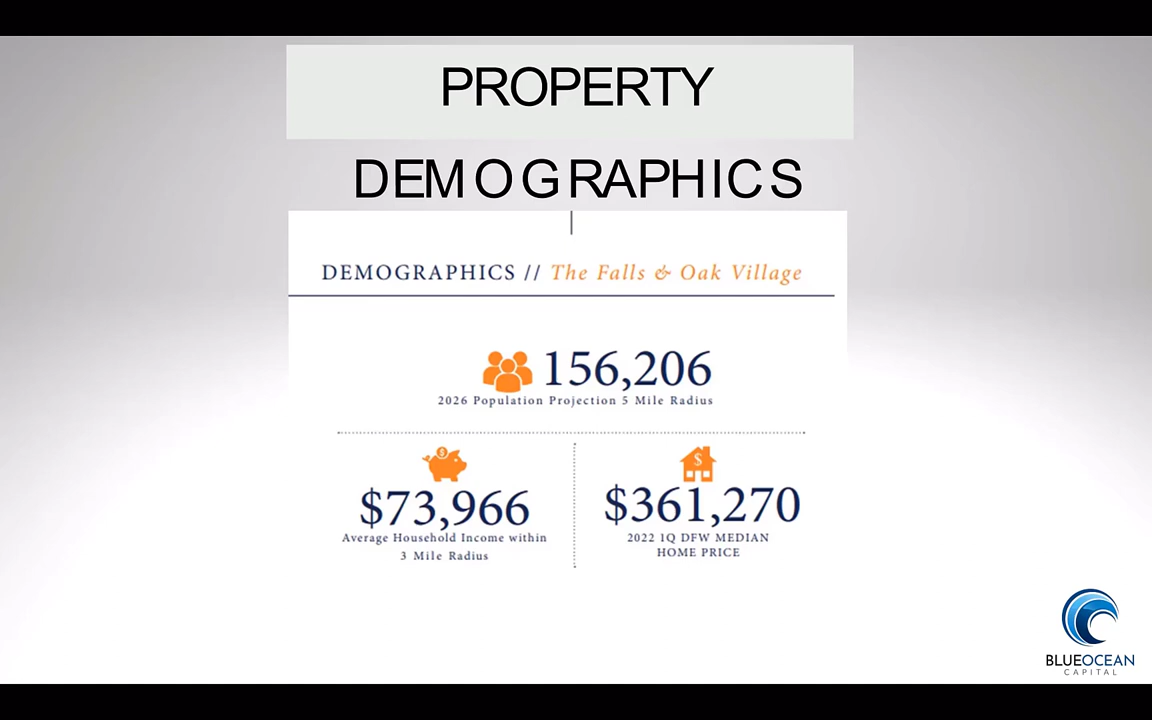 PROPERTY
DEMOGRAPHICS
DEMOGRAPHICS // The Falls & Oak Village
156,206
2026 Population Projection 5 Mile Radius
$
$73,966
Average Household Income within
3 Mile Radius
$
$361,270
2022 1Q DFW MEDIAN
HOME PRICE
BLUEOCEAN
CAPITAL